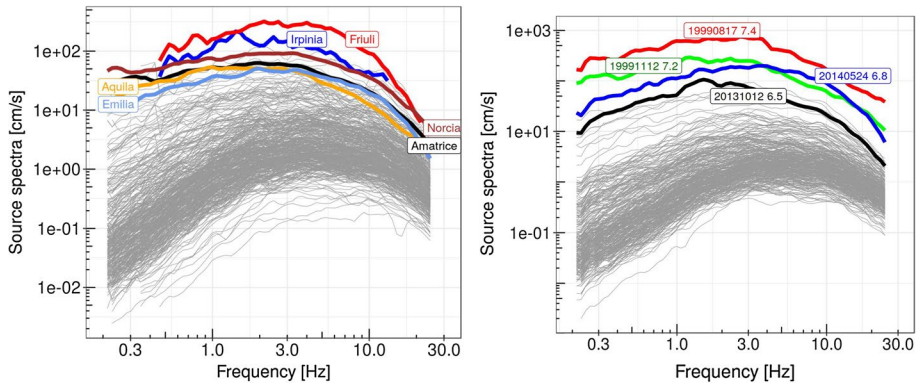 Source spectra [cm/s]
1e+02
1e+01
1e+00
1e-01
1e-02
Irpinia
Friuli
Aquila
Emilia
Norcia
Amatrice
0.3 1.0 3.0 10.0 30.0
Frequency [Hz]
Source spectra [cm/s]
1e+03
1e+01
1e-01
19990817 7.4
19991112 7.2
20140524 6.8
20131012 6.5
0.3 1.0 3.0 10.0 30.0
Frequency [Hz]